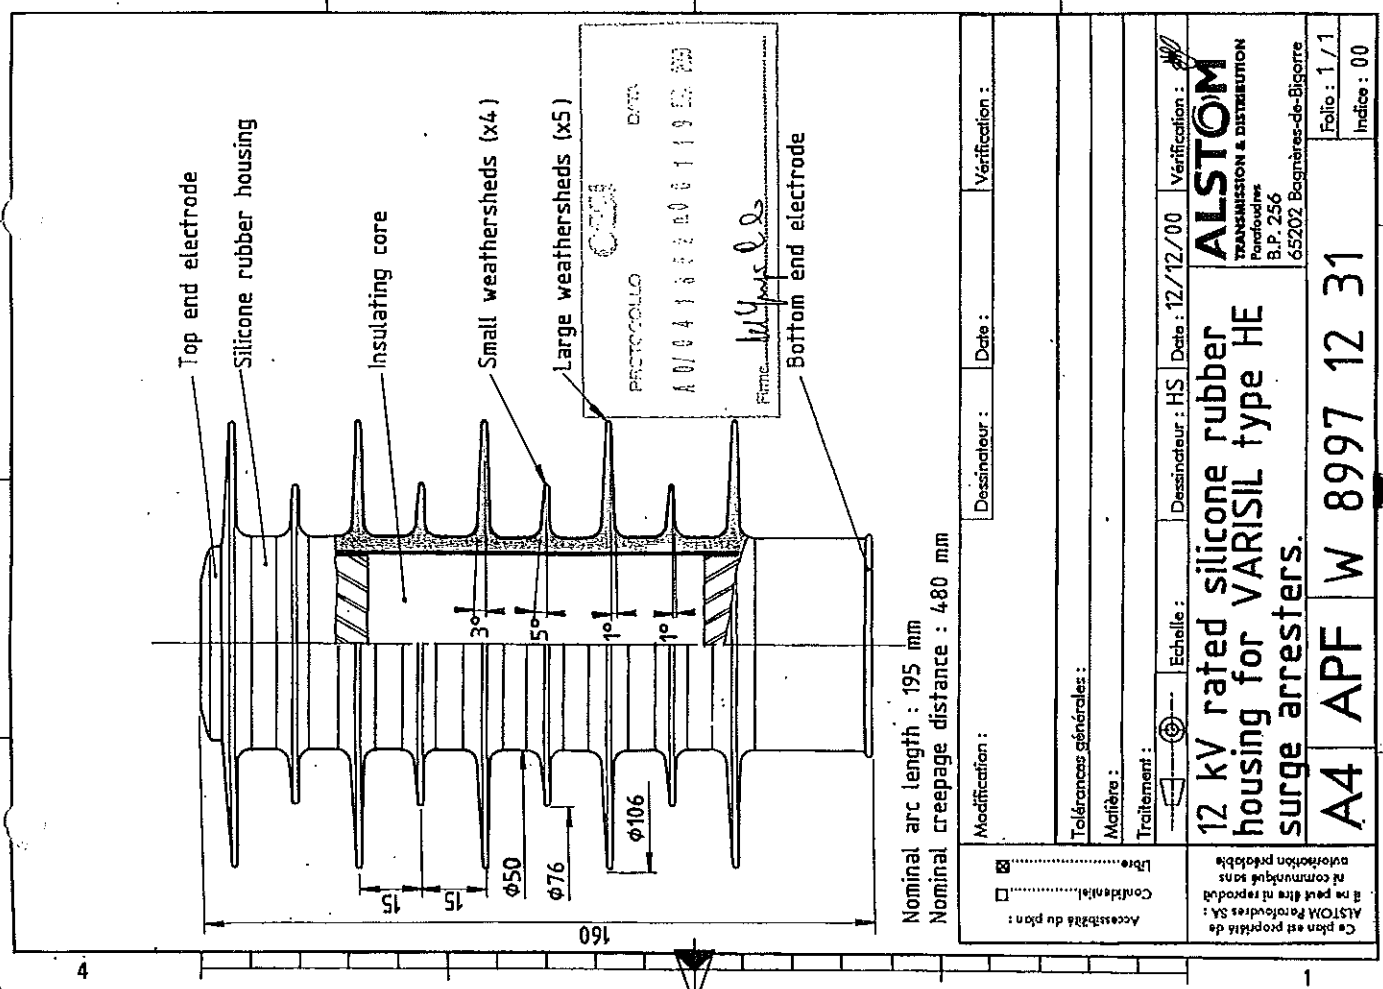 Top end electrode
Silicone rubber housing
Insulating core
Small weathersheds (x4)
Large weathersheds (x5)
Bottom end electrode
PROTOCOLLO
DATA
CESI
Firma
3°
5°
1°
1°
15
15
φ50
φ76
φ106
160
Nominal arc length : 195 mm
Nominal creepage distance : 480 mm
Modification :
Dessinateur :
Date :
Vérification :
Tolérances générales :
Matière :
Traitement :
Echelle :
Dessinateur : HS
Date : 12/12/00
Vérification :
12 kV rated silicone rubber
housing for VARISIL type HE
surge arresters.
ALSTOM
TRANSMISSION & DISTRIBUTION
Parafoudres
B.P. 256
65202 Bagnères-de-Bigorre
A4 APF W 8997 12 31
Folio : 1 / 1
Indice : 00
Accessibilité du plan :
Confidentiel
Libre
Ce plan est propriété de
ALSTOM Parafoudres SA :
il ne peut être ni reproduit
ni communiqué sans
autorisation préalable
4
1